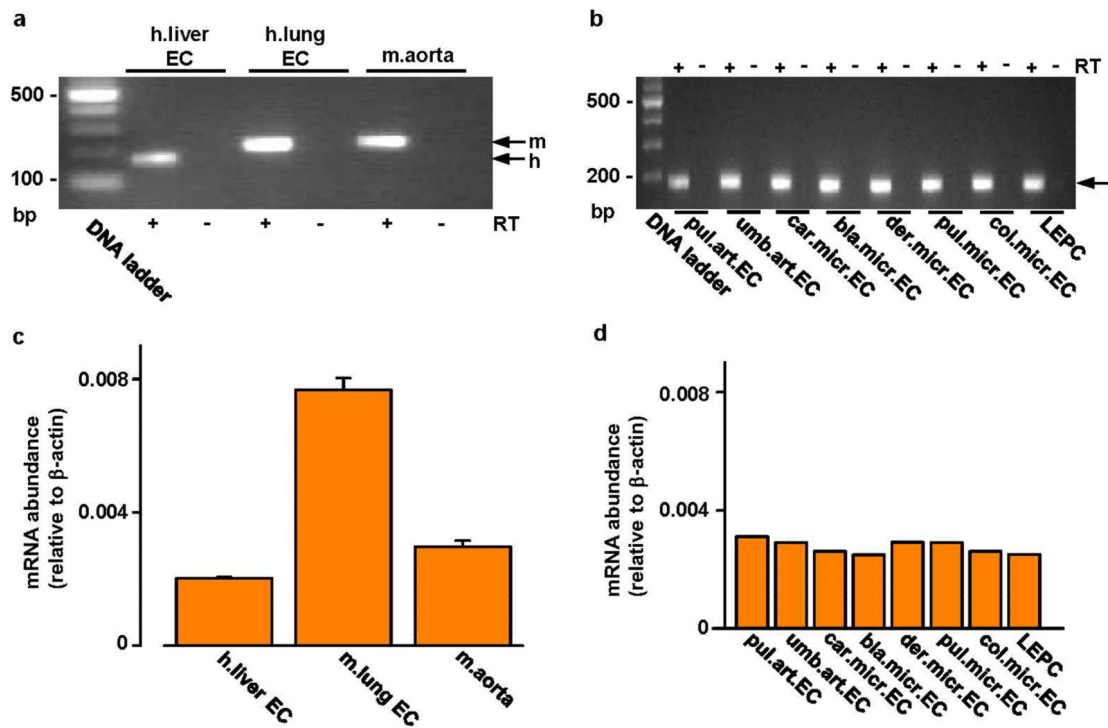 a
h.liver
EC
h.lung
EC
m.aorta
500 -
100 -
bp
m
h
+ - + - + - RT
DNA ladder
b
+ - + - + - + - + - + - + - + - RT
500 -
200 -
bp
DNA ladder
pul.art.EC
umb.art.EC
car.micr.EC
bla.micr.EC
der.micr.EC
pul.micr.EC
col.micr.EC
LEPC
c
mRNA abundance
(relative to β-actin)
0.008
0.004
0
h.liver EC
m.lung EC
m.aorta
d
mRNA abundance
(relative to β-actin)
0.008
0.004
0
pul.art.EC
umb.art.EC
car.micr.EC
bla.micr.EC
der.micr.EC
pul.micr.EC
col.micr.EC
LEPC